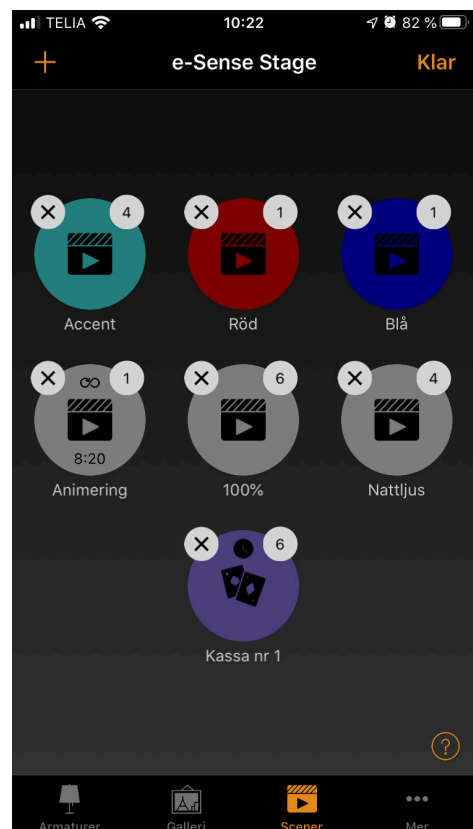 TELIA 10:22 82 %
e-Sense Stage Klar
4 1 1
Accent Röd Blå
1 6 4
8:20
Animering 100% Nattljus
6
Kassa nr 1
?
Armaturer Galleri Scener Mer